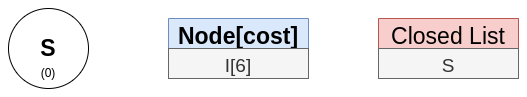 S
(0)
Node[cost]
I[6]
Closed List
S